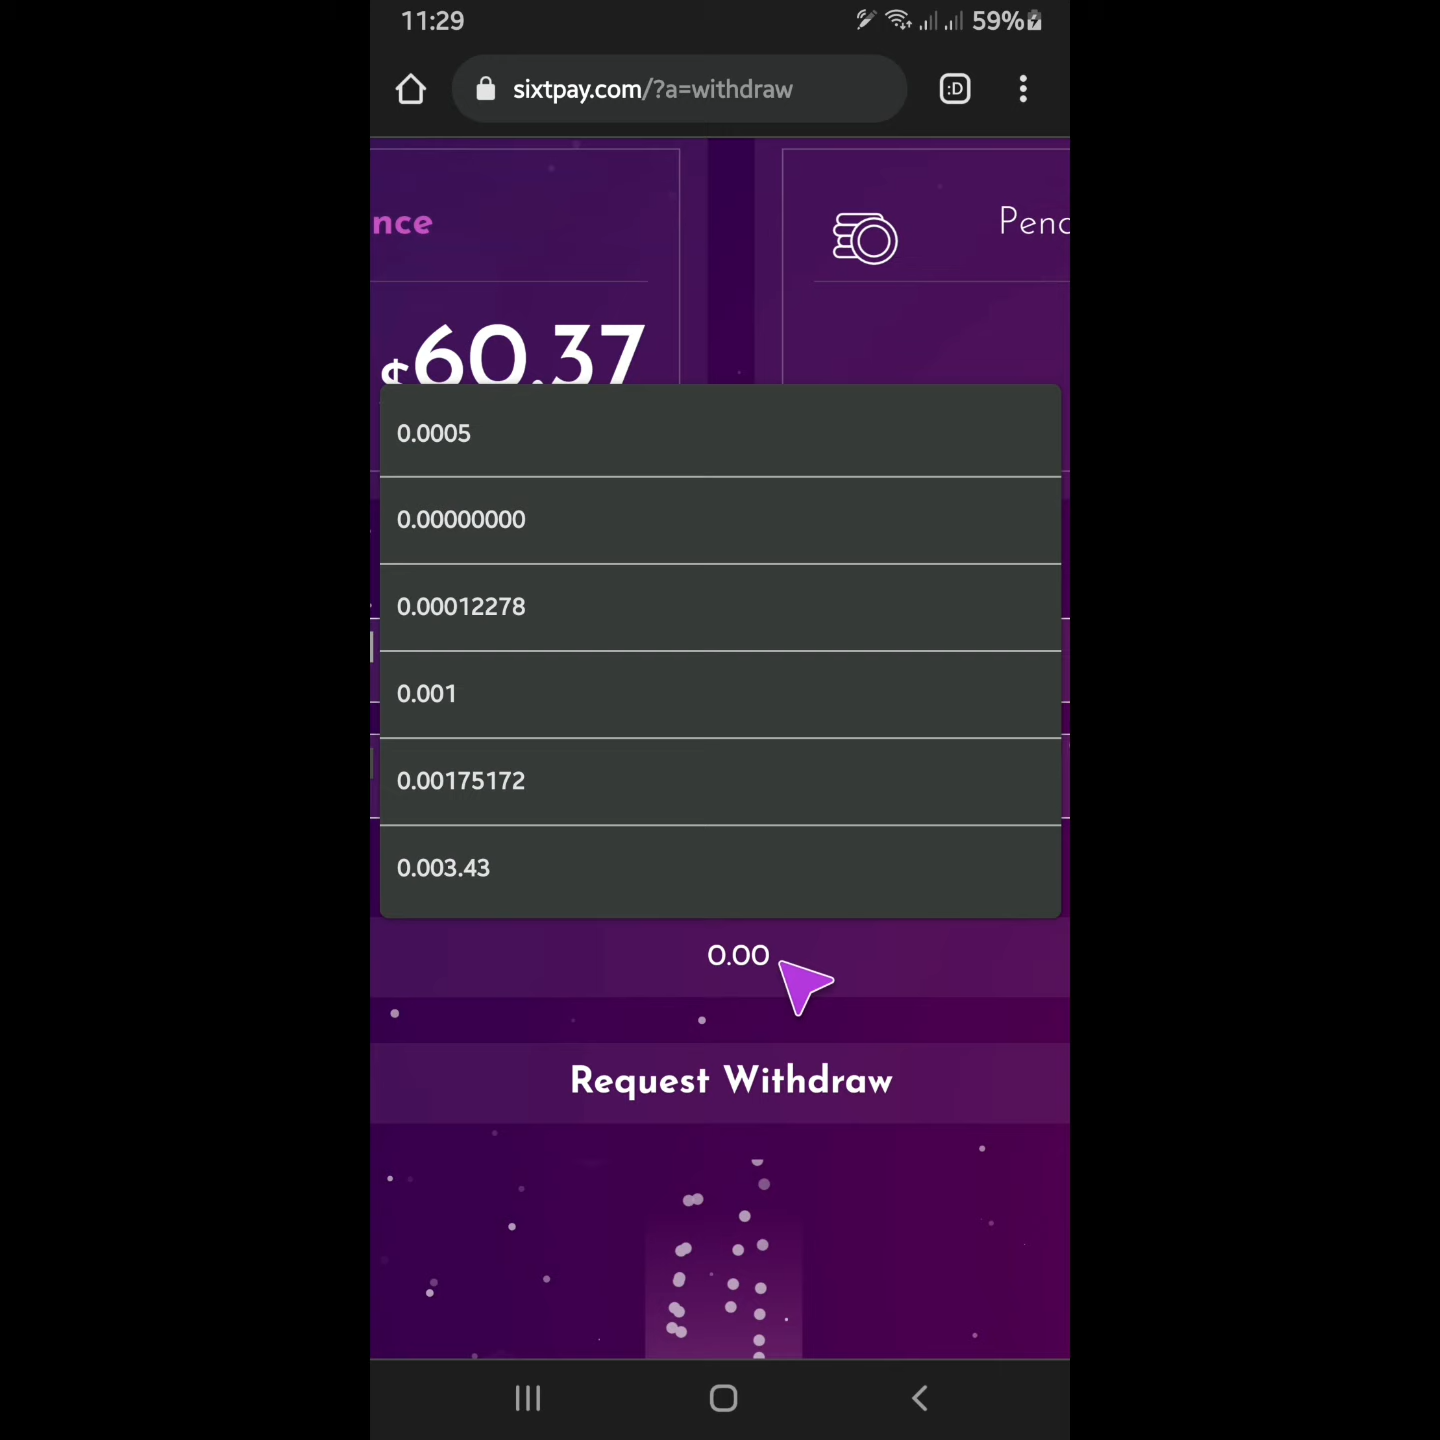 11:29
59%
sixtpay.com/?a=withdraw
:D
nce
Penc
$60.37
0.0005
0.00000000
0.00012278
0.001
0.00175172
0.003.43
0.00
Request Withdraw